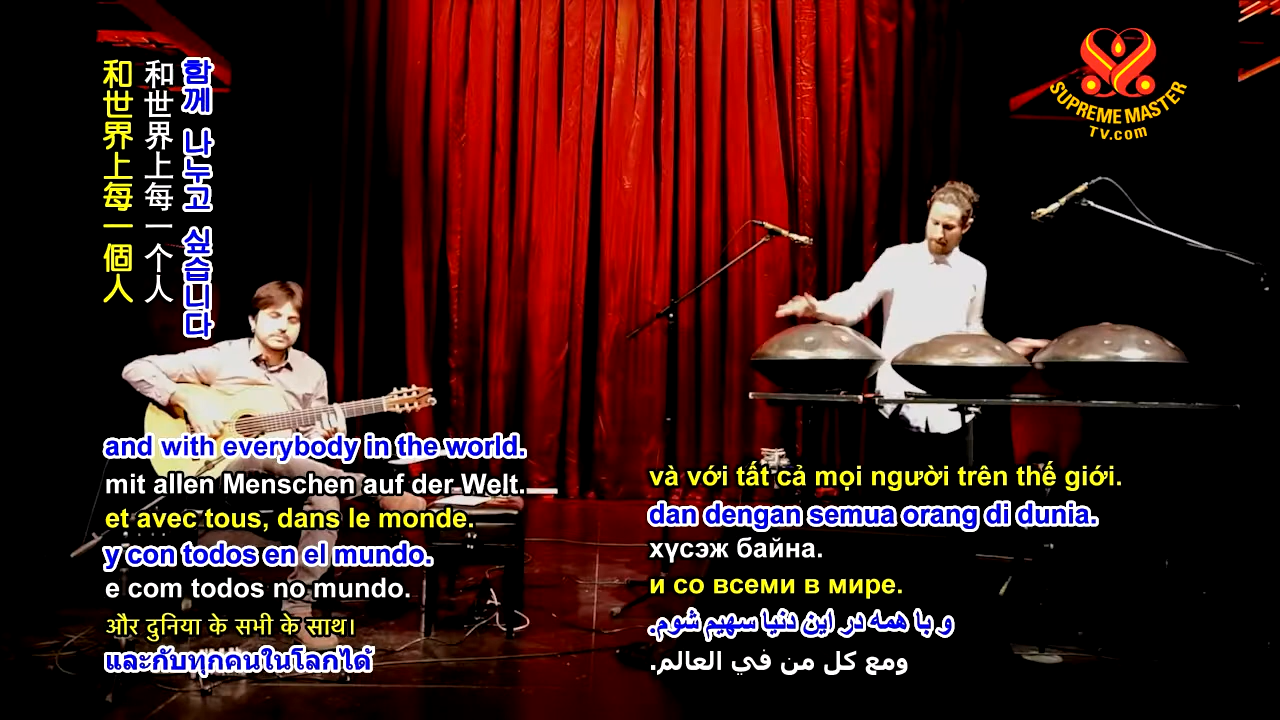 和世界上每一個人
和世界上每一个人
함께 나누고 싶습니다
SUPREME MASTER
TV.com
and with everybody in the world.
mit allen Menschen auf der Welt.
et avec tous, dans le monde.
y con todos en el mundo.
e com todos no mundo.
और दुनिया के सभी के साथ।
และกับทุกคนในโลกได้
và với tất cả mọi người trên thế giới.
dan dengan semua orang di dunia.
хүсэж байна.
и со всеми в мире.
و با همه در این دنیا سهیم شوم.
ومع كل من في العالم.